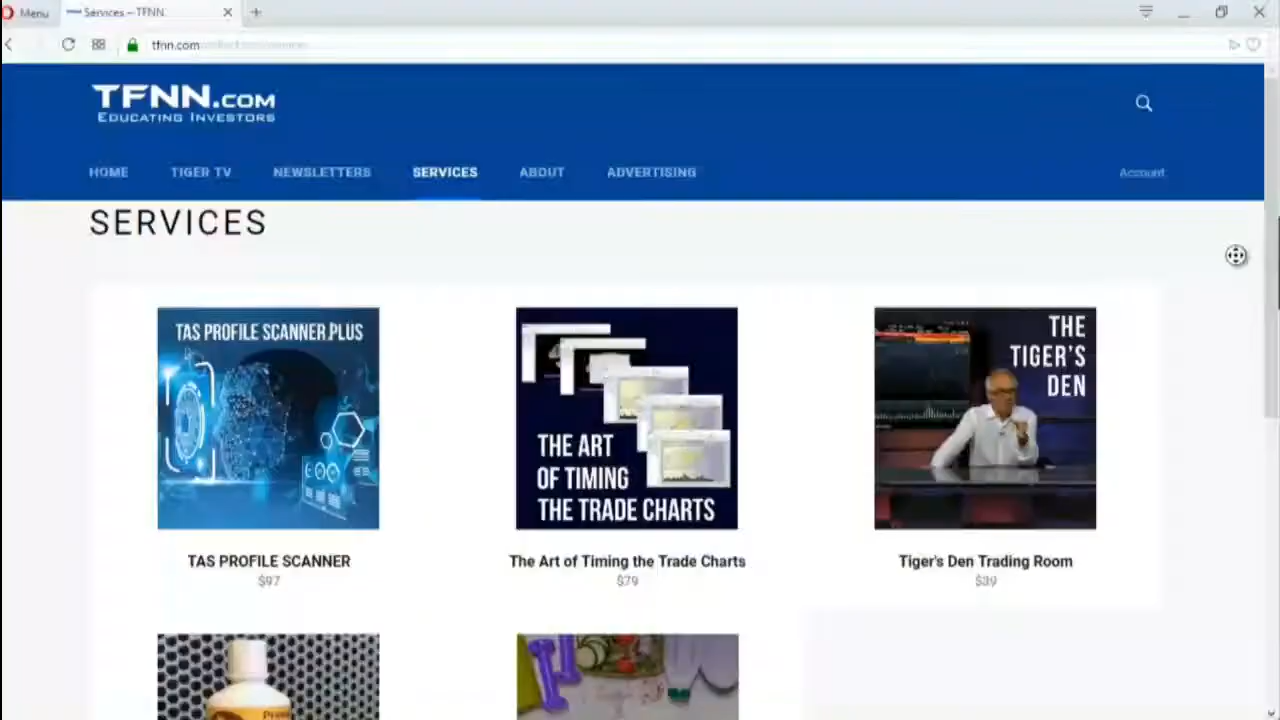 Menu
Services – TFNN
tfnn.com
TFNN.COM
EDUCATING INVESTORS
HOME
TIGER TV
NEWSLETTERS
SERVICES
ABOUT
ADVERTISING
Account
SERVICES
TAS PROFILE SCANNER PLUS
THE ART
OF TIMING
THE TRADE CHARTS
THE
TIGER'S
DEN
TAS PROFILE SCANNER
$97
The Art of Timing the Trade Charts
$79
Tiger's Den Trading Room
$39